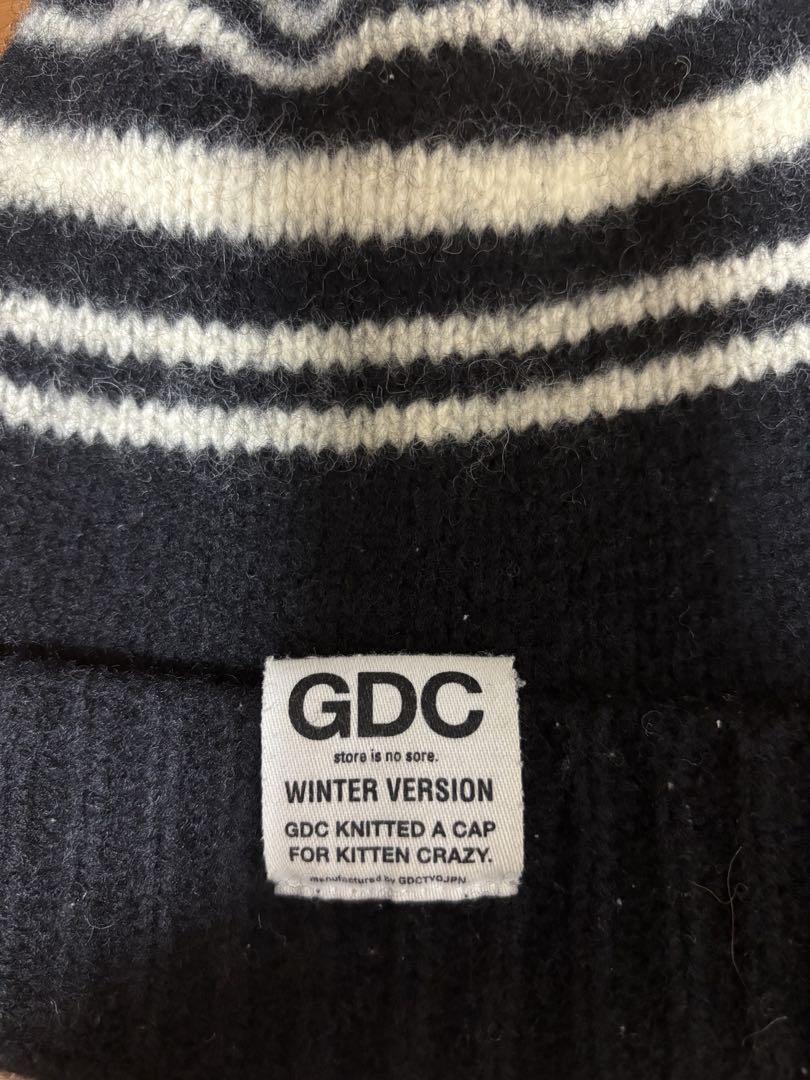 GDC
store is no sore.
WINTER VERSION
GDC KNITTED A CAP
FOR KITTEN CRAZY.
manufactured by GDCTYOJPN